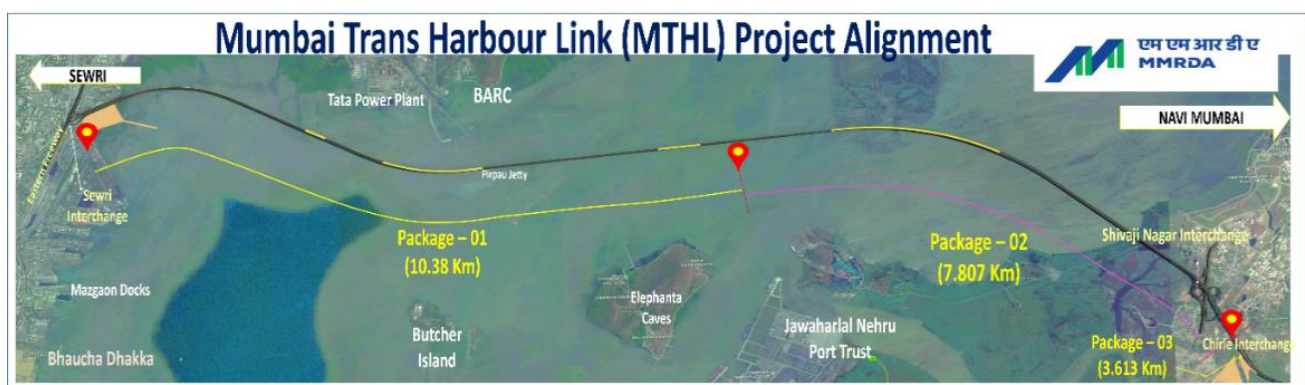 Mumbai Trans Harbour Link (MTHL) Project Alignment
एम एम आर डी ए
MMRDA
SEWRI
NAVI MUMBAI
Tata Power Plant
BARC
Eastern Freeway
Sewri
Interchange
Pirpau Jetty
Package – 01
(10.38 Km)
Package – 02
(7.807 Km)
Shivaji Nagar Interchange
Mazgaon Docks
Bhaucha Dhakka
Butcher
Island
Elephanta
Caves
Jawaharlal Nehru
Port Trust
Package – 03
(3.613 Km)
Chirle Interchange